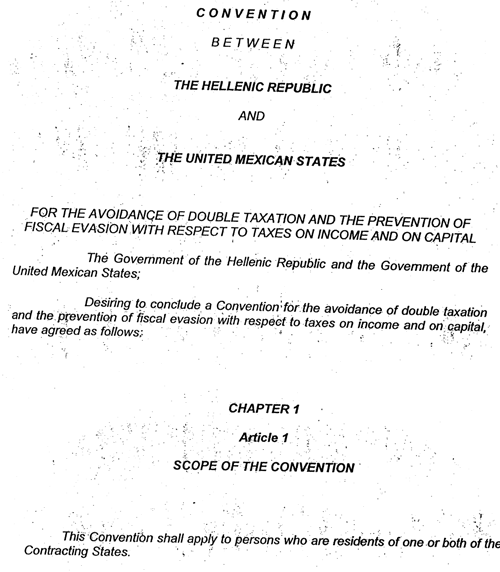 CONVENTION
BETWEEN
THE HELLENIC REPUBLIC
AND
THE UNITED MEXICAN STATES
FOR THE AVOIDANCE OF DOUBLE TAXATION AND THE PREVENTION OF
FISCAL EVASION WITH RESPECT TO TAXES ON INCOME AND ON CAPITAL
The Government of the Hellenic Republic and the Government of the
United Mexican States;
Desiring to conclude a Convention for the avoidance of double taxation
and the prevention of fiscal evasion with respect to taxes on income and on capital,
have agreed as follows;
CHAPTER 1
Article 1
SCOPE OF THE CONVENTION
This Convention shall apply to persons who are residents of one or both of the
Contracting States.